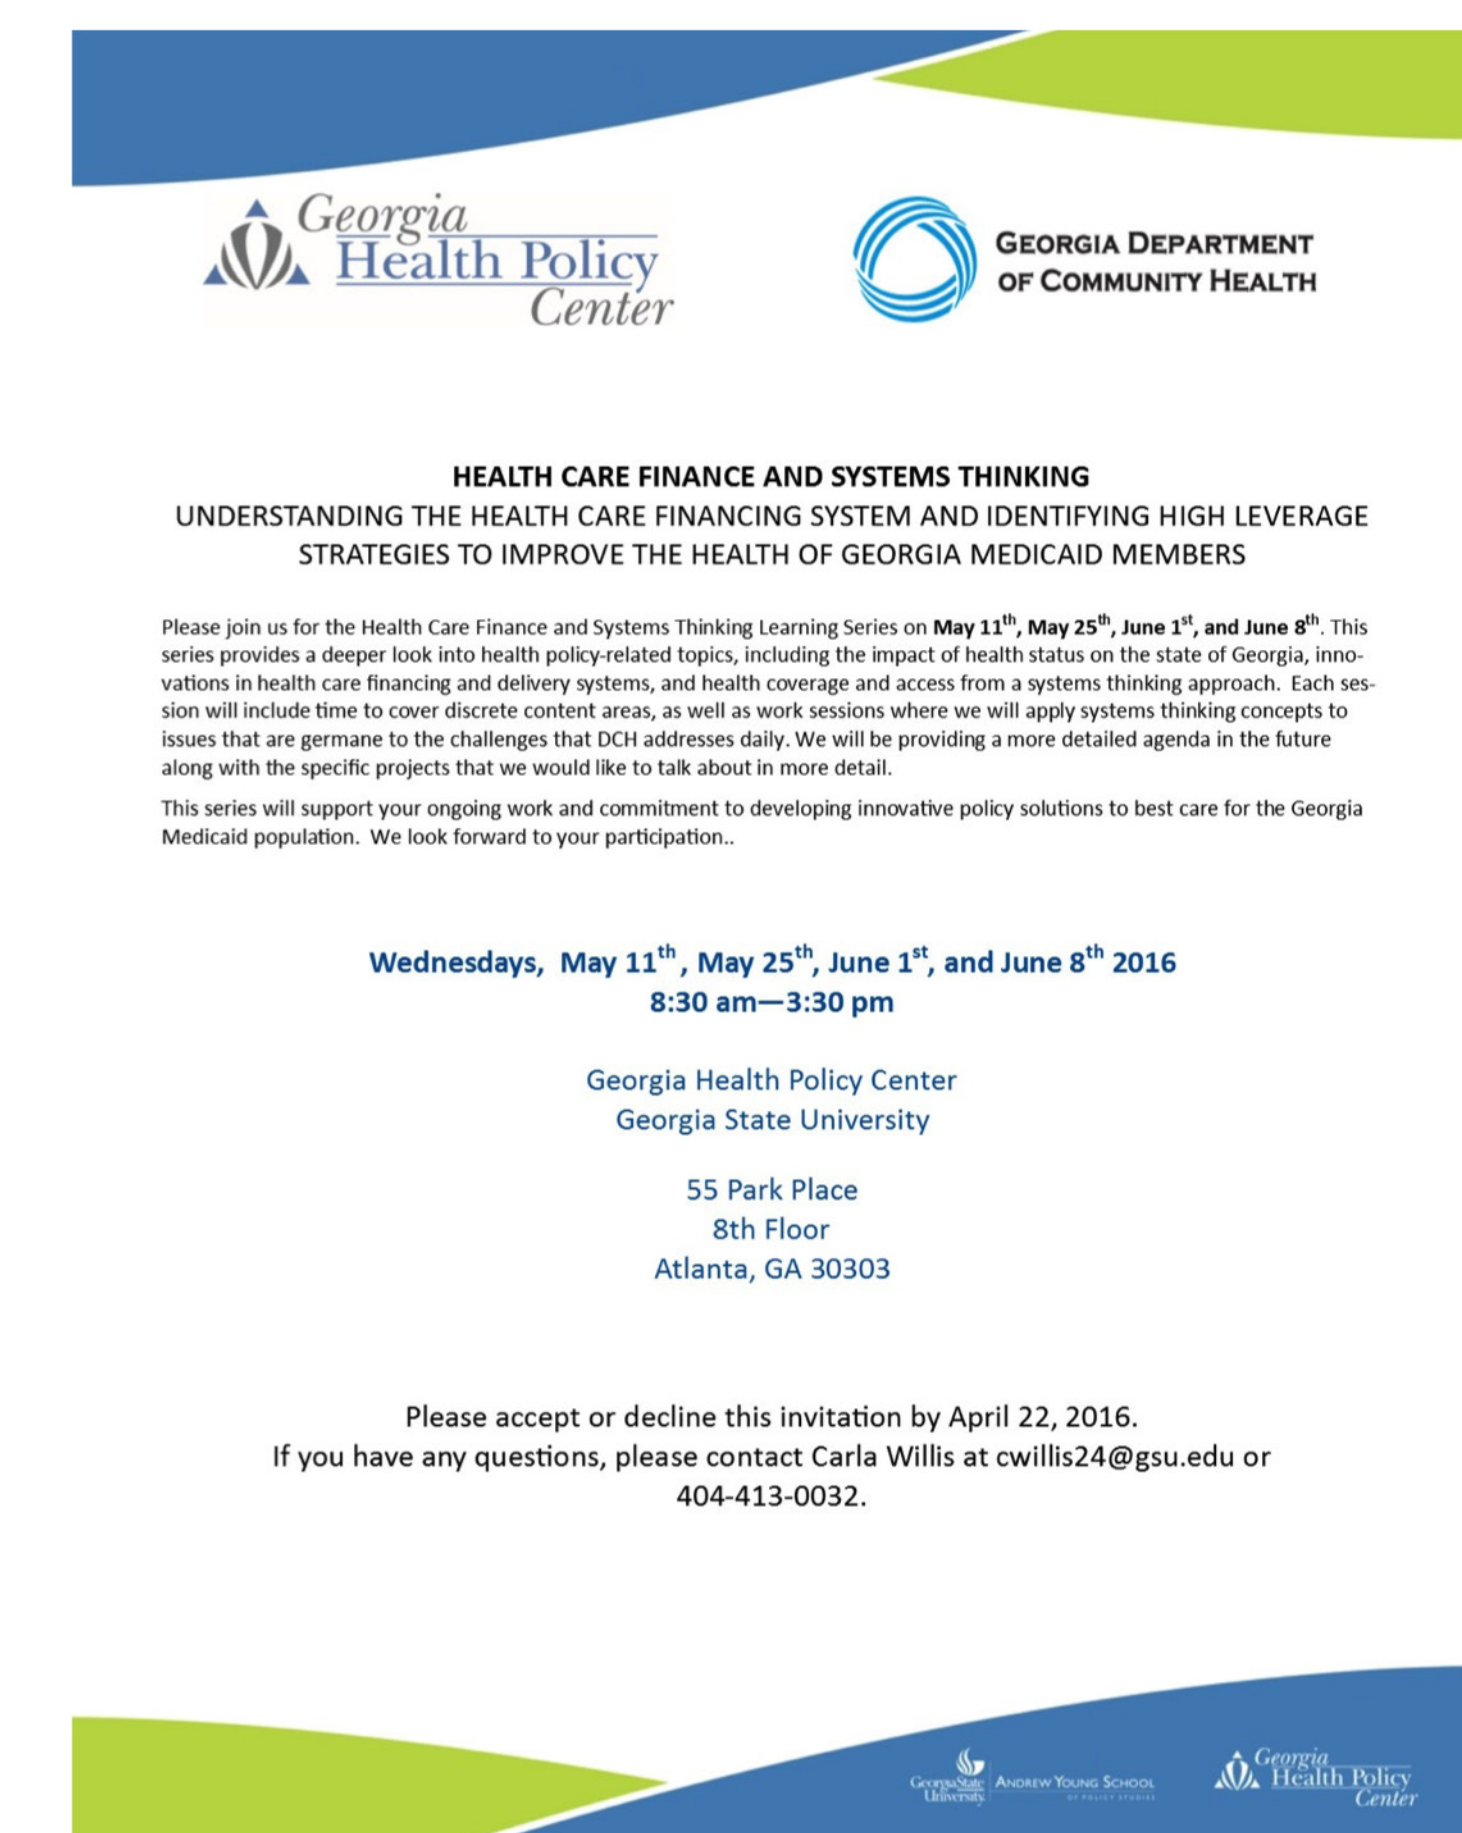 Georgia
Health Policy
Center
GEORGIA DEPARTMENT
OF COMMUNITY HEALTH
HEALTH CARE FINANCE AND SYSTEMS THINKING
UNDERSTANDING THE HEALTH CARE FINANCING SYSTEM AND IDENTIFYING HIGH LEVERAGE
STRATEGIES TO IMPROVE THE HEALTH OF GEORGIA MEDICAID MEMBERS
Please join us for the Health Care Finance and Systems Thinking Learning Series on May 11th, May 25th, June 1st, and June 8th. This
series provides a deeper look into health policy-related topics, including the impact of health status on the state of Georgia, inno-
vations in health care financing and delivery systems, and health coverage and access from a systems thinking approach.  Each ses-
sion will include time to cover discrete content areas, as well as work sessions where we will apply systems thinking concepts to
issues that are germane to the challenges that DCH addresses daily. We will be providing a more detailed agenda in the future
along with the specific projects that we would like to talk about in more detail.
This series will support your ongoing work and commitment to developing innovative policy solutions to best care for the Georgia
Medicaid population.  We look forward to your participation..
Wednesdays,  May 11th, May 25th, June 1st, and June 8th 2016
8:30 am—3:30 pm
Georgia Health Policy Center
Georgia State University
55 Park Place
8th Floor
Atlanta, GA 30303
Please accept or decline this invitation by April 22, 2016.
If you have any questions, please contact Carla Willis at cwillis24@gsu.edu or
404-413-0032.
GeorgiaState
University
ANDREW YOUNG SCHOOL
OF POLICY STUDIES
Georgia
Health Policy
Center